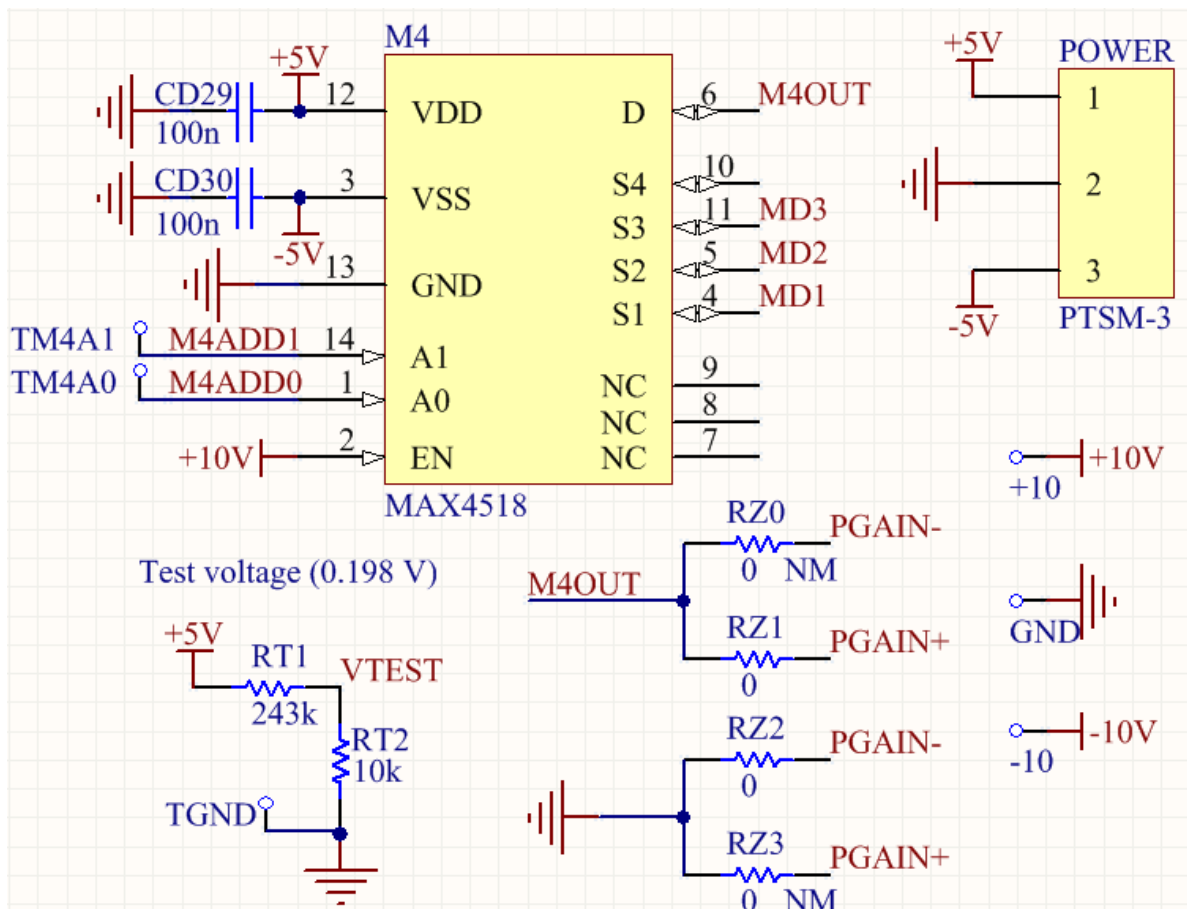 M4
+5V
CD29
100n
12
VDD
CD30
100n
3
VSS
-5V
13
GND
TM4A1
M4ADD1
14
A1
TM4A0
M4ADD0
1
A0
+10V
2
EN
D
6
M4OUT
S4
10
S3
11
MD3
S2
5
MD2
S1
4
MD1
NC
9
NC
8
NC
7
MAX4518
+5V
POWER
1
2
3
-5V
PTSM-3
Test voltage (0.198 V)
+5V
RT1
243k
VTEST
RT2
10k
TGND
M4OUT
RZ0
0 NM
PGAIN-
RZ1
0
PGAIN+
RZ2
0
PGAIN-
RZ3
0 NM
PGAIN+
+10V
+10
GND
-10V
-10